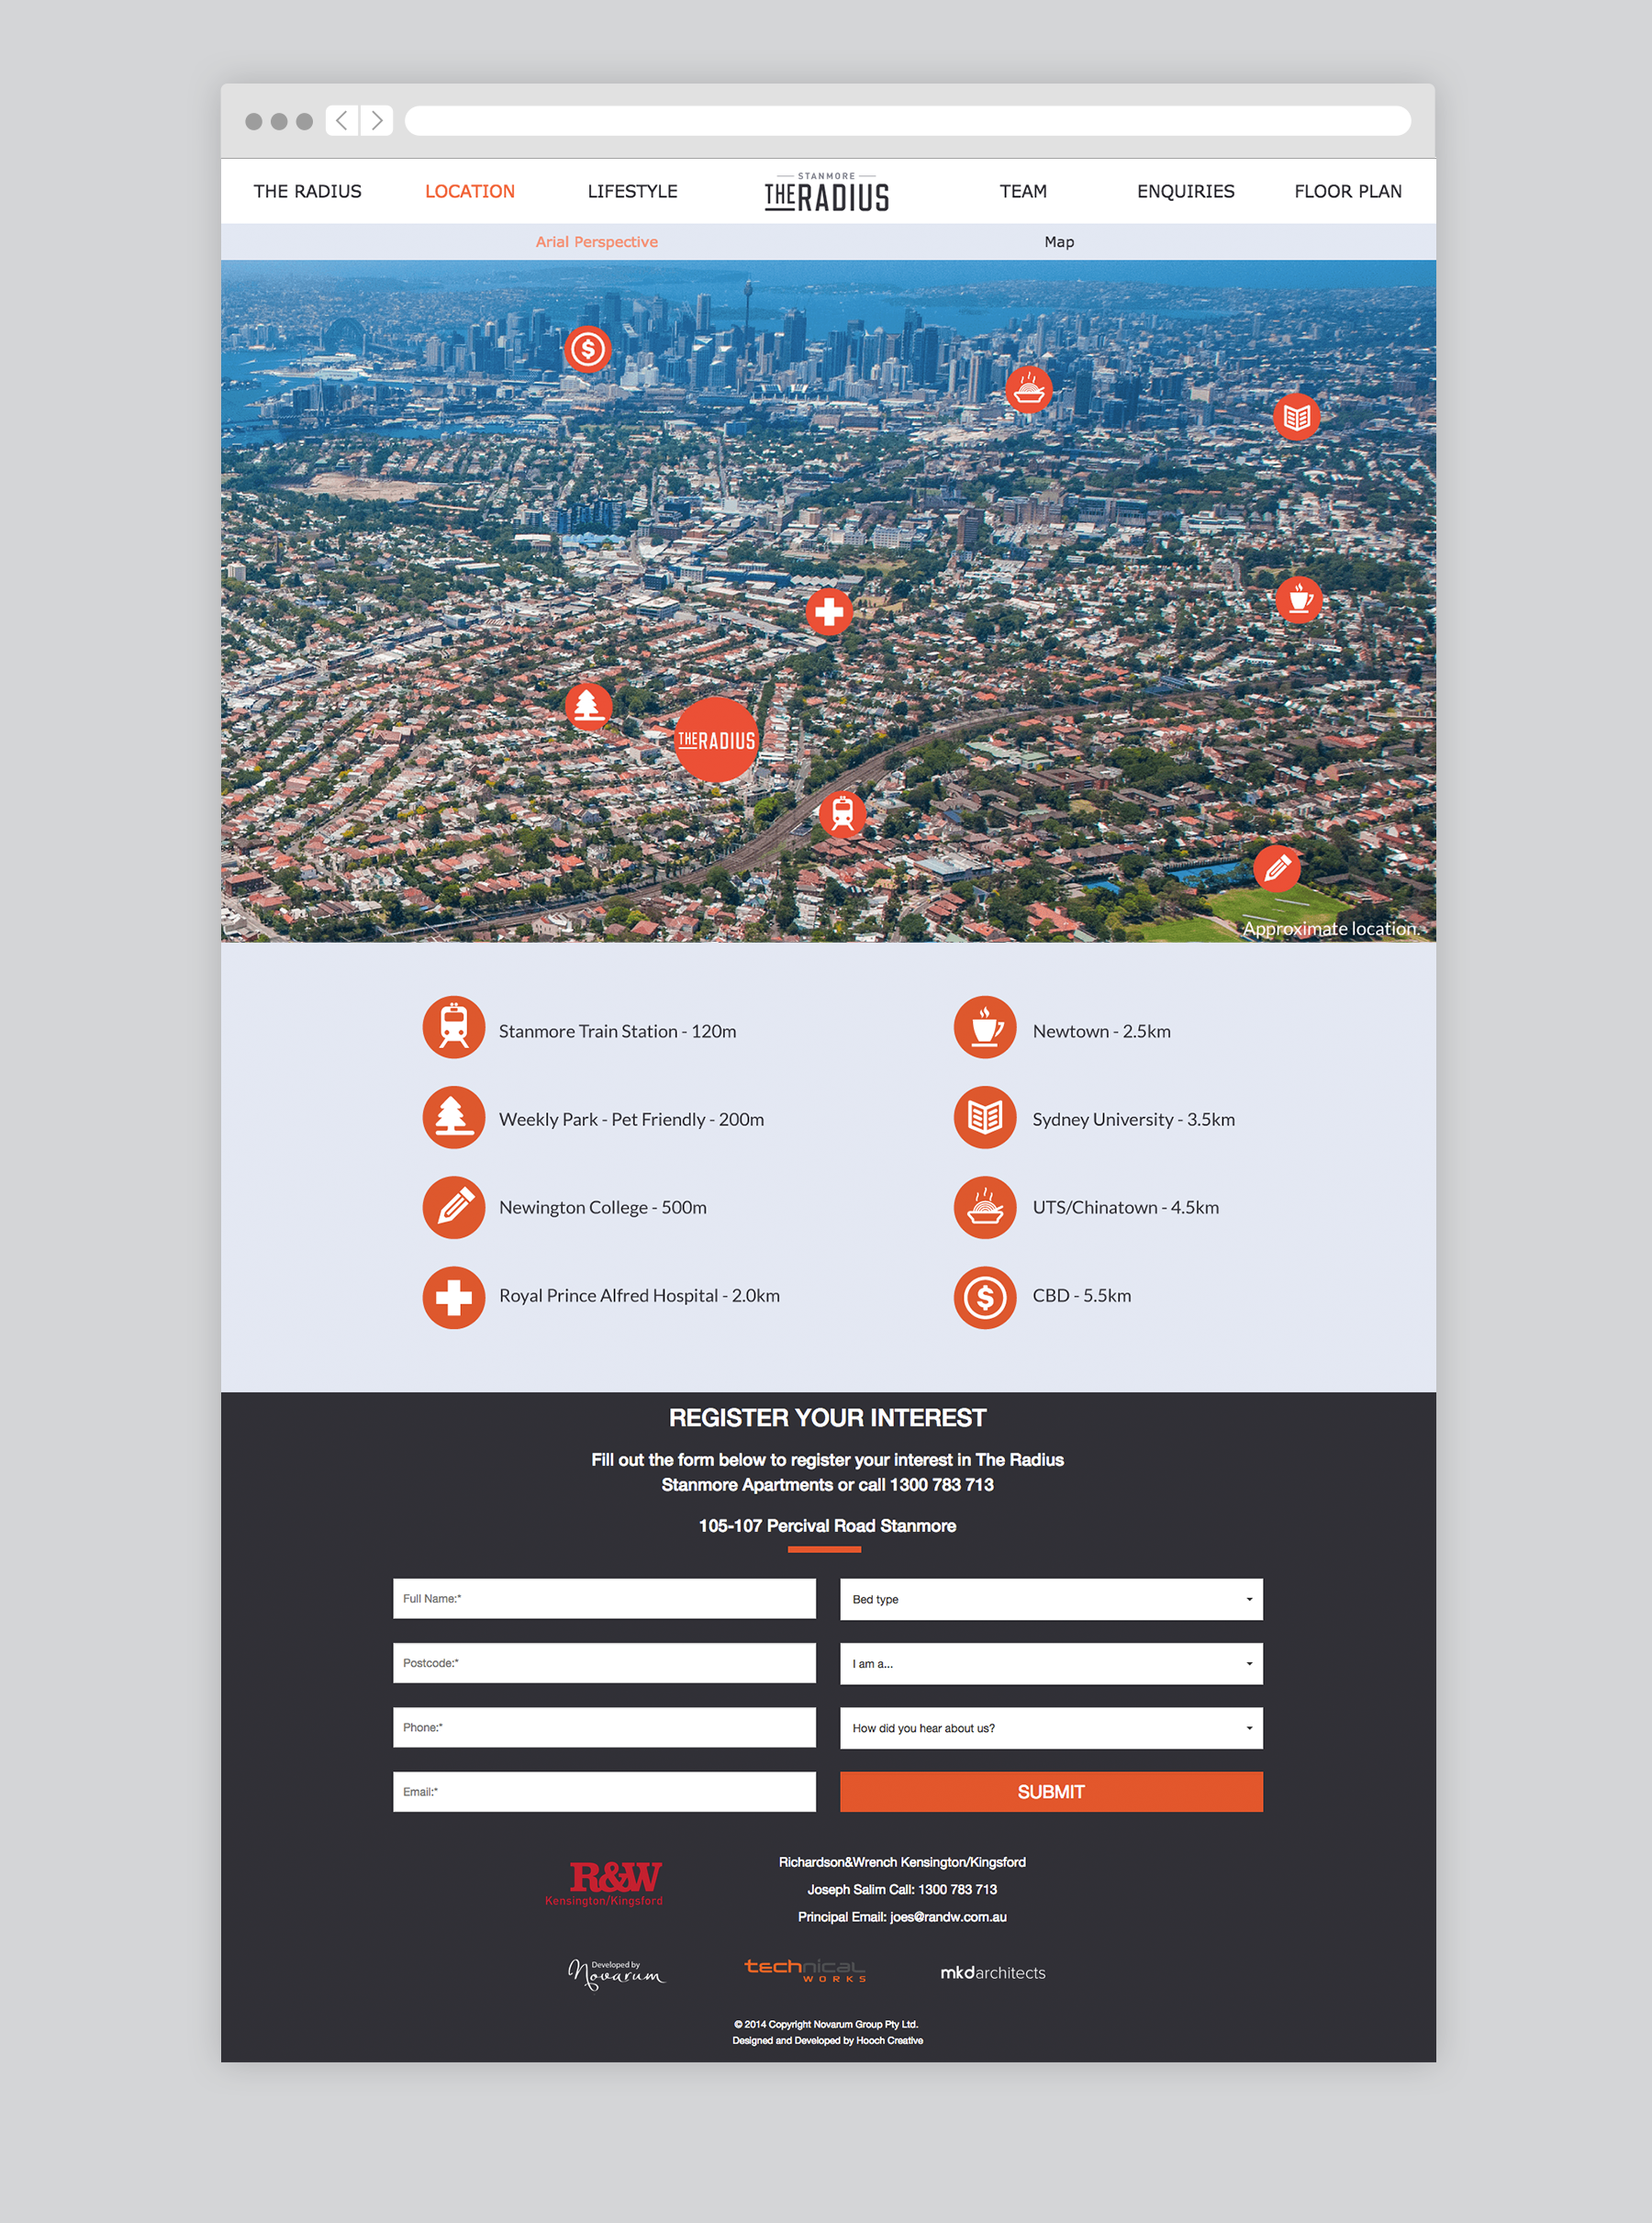 THE RADIUS
LOCATION
LIFESTYLE
STANMORE
THE RADIUS
TEAM
ENQUIRIES
FLOOR PLAN
Arial Perspective
Map
THE RADIUS
Approximate location.
Stanmore Train Station - 120m
Weekly Park - Pet Friendly - 200m
Newington College - 500m
Royal Prince Alfred Hospital - 2.0km
Newtown - 2.5km
Sydney University - 3.5km
UTS/Chinatown - 4.5km
CBD - 5.5km
REGISTER YOUR INTEREST
Fill out the form below to register your interest in The Radius
Stanmore Apartments or call 1300 783 713
105-107 Percival Road Stanmore
Full Name:*
Postcode:*
Phone:*
Email:*
Bed type
I am a...
How did you hear about us?
SUBMIT
R&W
Kensington/Kingsford
Richardson&Wrench Kensington/Kingsford
Joseph Salim Call: 1300 783 713
Principal Email: joes@randw.com.au
Developed by
Novarum
technical
WORKS
mkdarchitects
© 2014 Copyright Novarum Group Pty Ltd.
Designed and Developed by Hooch Creative